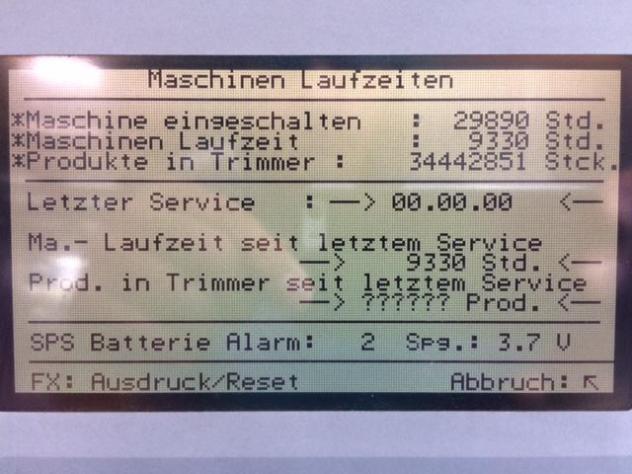 Maschinen Laufzeiten
*Maschine eingeschalten : 29890 Std.
*Maschinen Laufzeit : 9330 Std.
*Produkte in Trimmer : 34442851 Stck.
Letzter Service : —> 00.00.00 <—
Ma.- Laufzeit seit letztem Service
—> 9330 Std. <—
Prod. in Trimmer seit letztem Service
—> ?????? Prod. <—
SPS Batterie Alarm: 2 Spg.: 3.7 V
FX: Ausdruck/Reset Abbruch: ↖